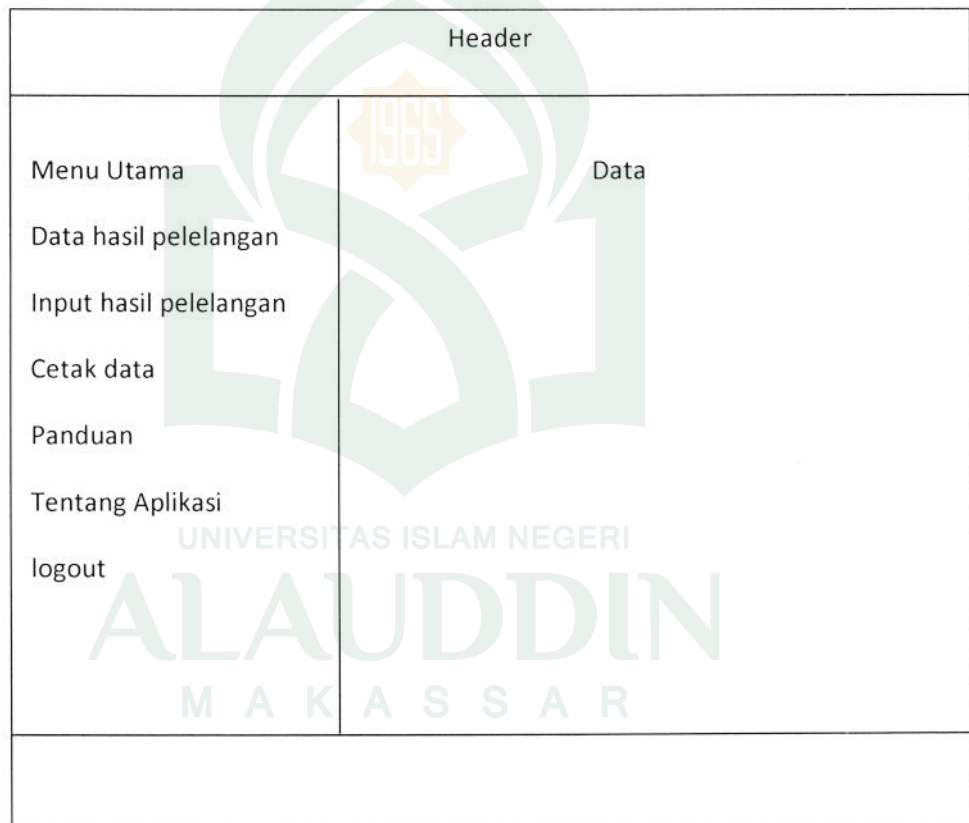 Header
1965
Menu Utama
Data
Data hasil pelelangan
Input hasil pelelangan
Cetak data
Panduan
Tentang Aplikasi
UNIVERSITAS ISLAM NEGERI
logout
ALAUDDIN
MAKASSAR